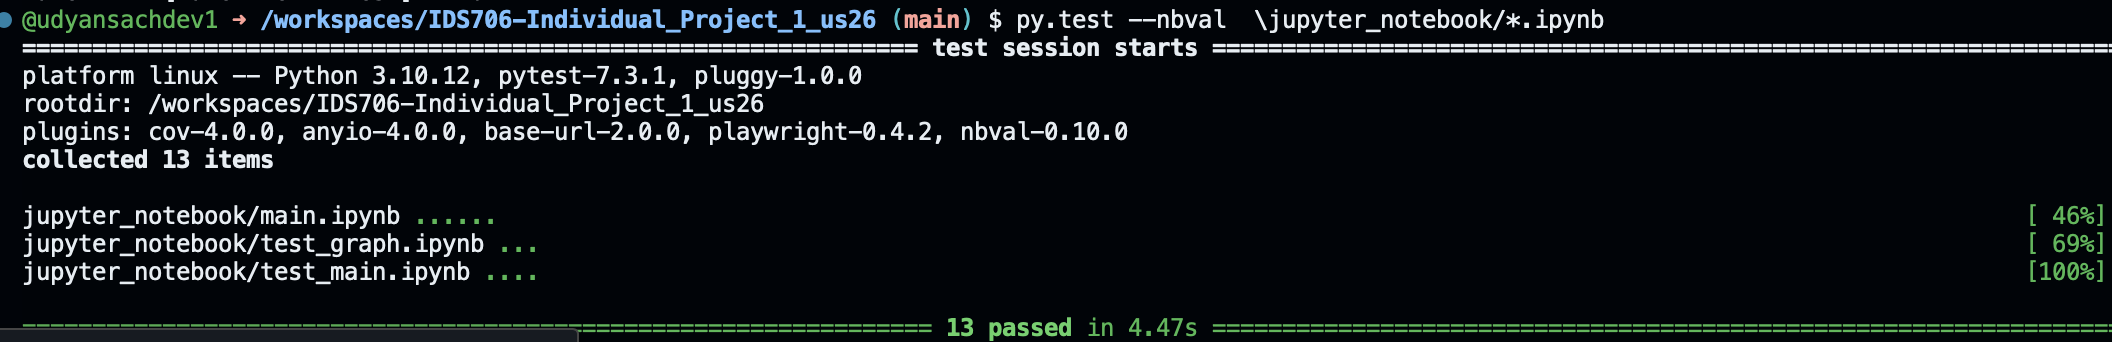 @udyansachdev1 ➜ /workspaces/IDS706-Individual_Project_1_us26 (main) $ py.test --nbval  \jupyter_notebook/*.ipynb
================================ test session starts ================================
platform linux -- Python 3.10.12, pytest-7.3.1, pluggy-1.0.0
rootdir: /workspaces/IDS706-Individual_Project_1_us26
plugins: cov-4.0.0, anyio-4.0.0, base-url-2.0.0, playwright-0.4.2, nbval-0.10.0
collected 13 items
jupyter_notebook/main.ipynb ...... [ 46%]
jupyter_notebook/test_graph.ipynb ... [ 69%]
jupyter_notebook/test_main.ipynb .... [100%]
================================ 13 passed in 4.47s ================================